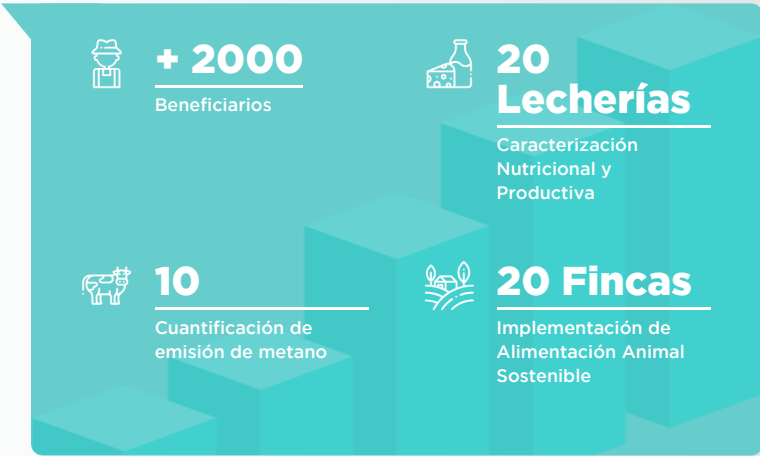 + 2000
Beneficiarios
20
Lecherías
Caracterización
Nutricional y
Productiva
10
Cuantificación de
emisión de metano
20 Fincas
Implementación de
Alimentación Animal
Sostenible